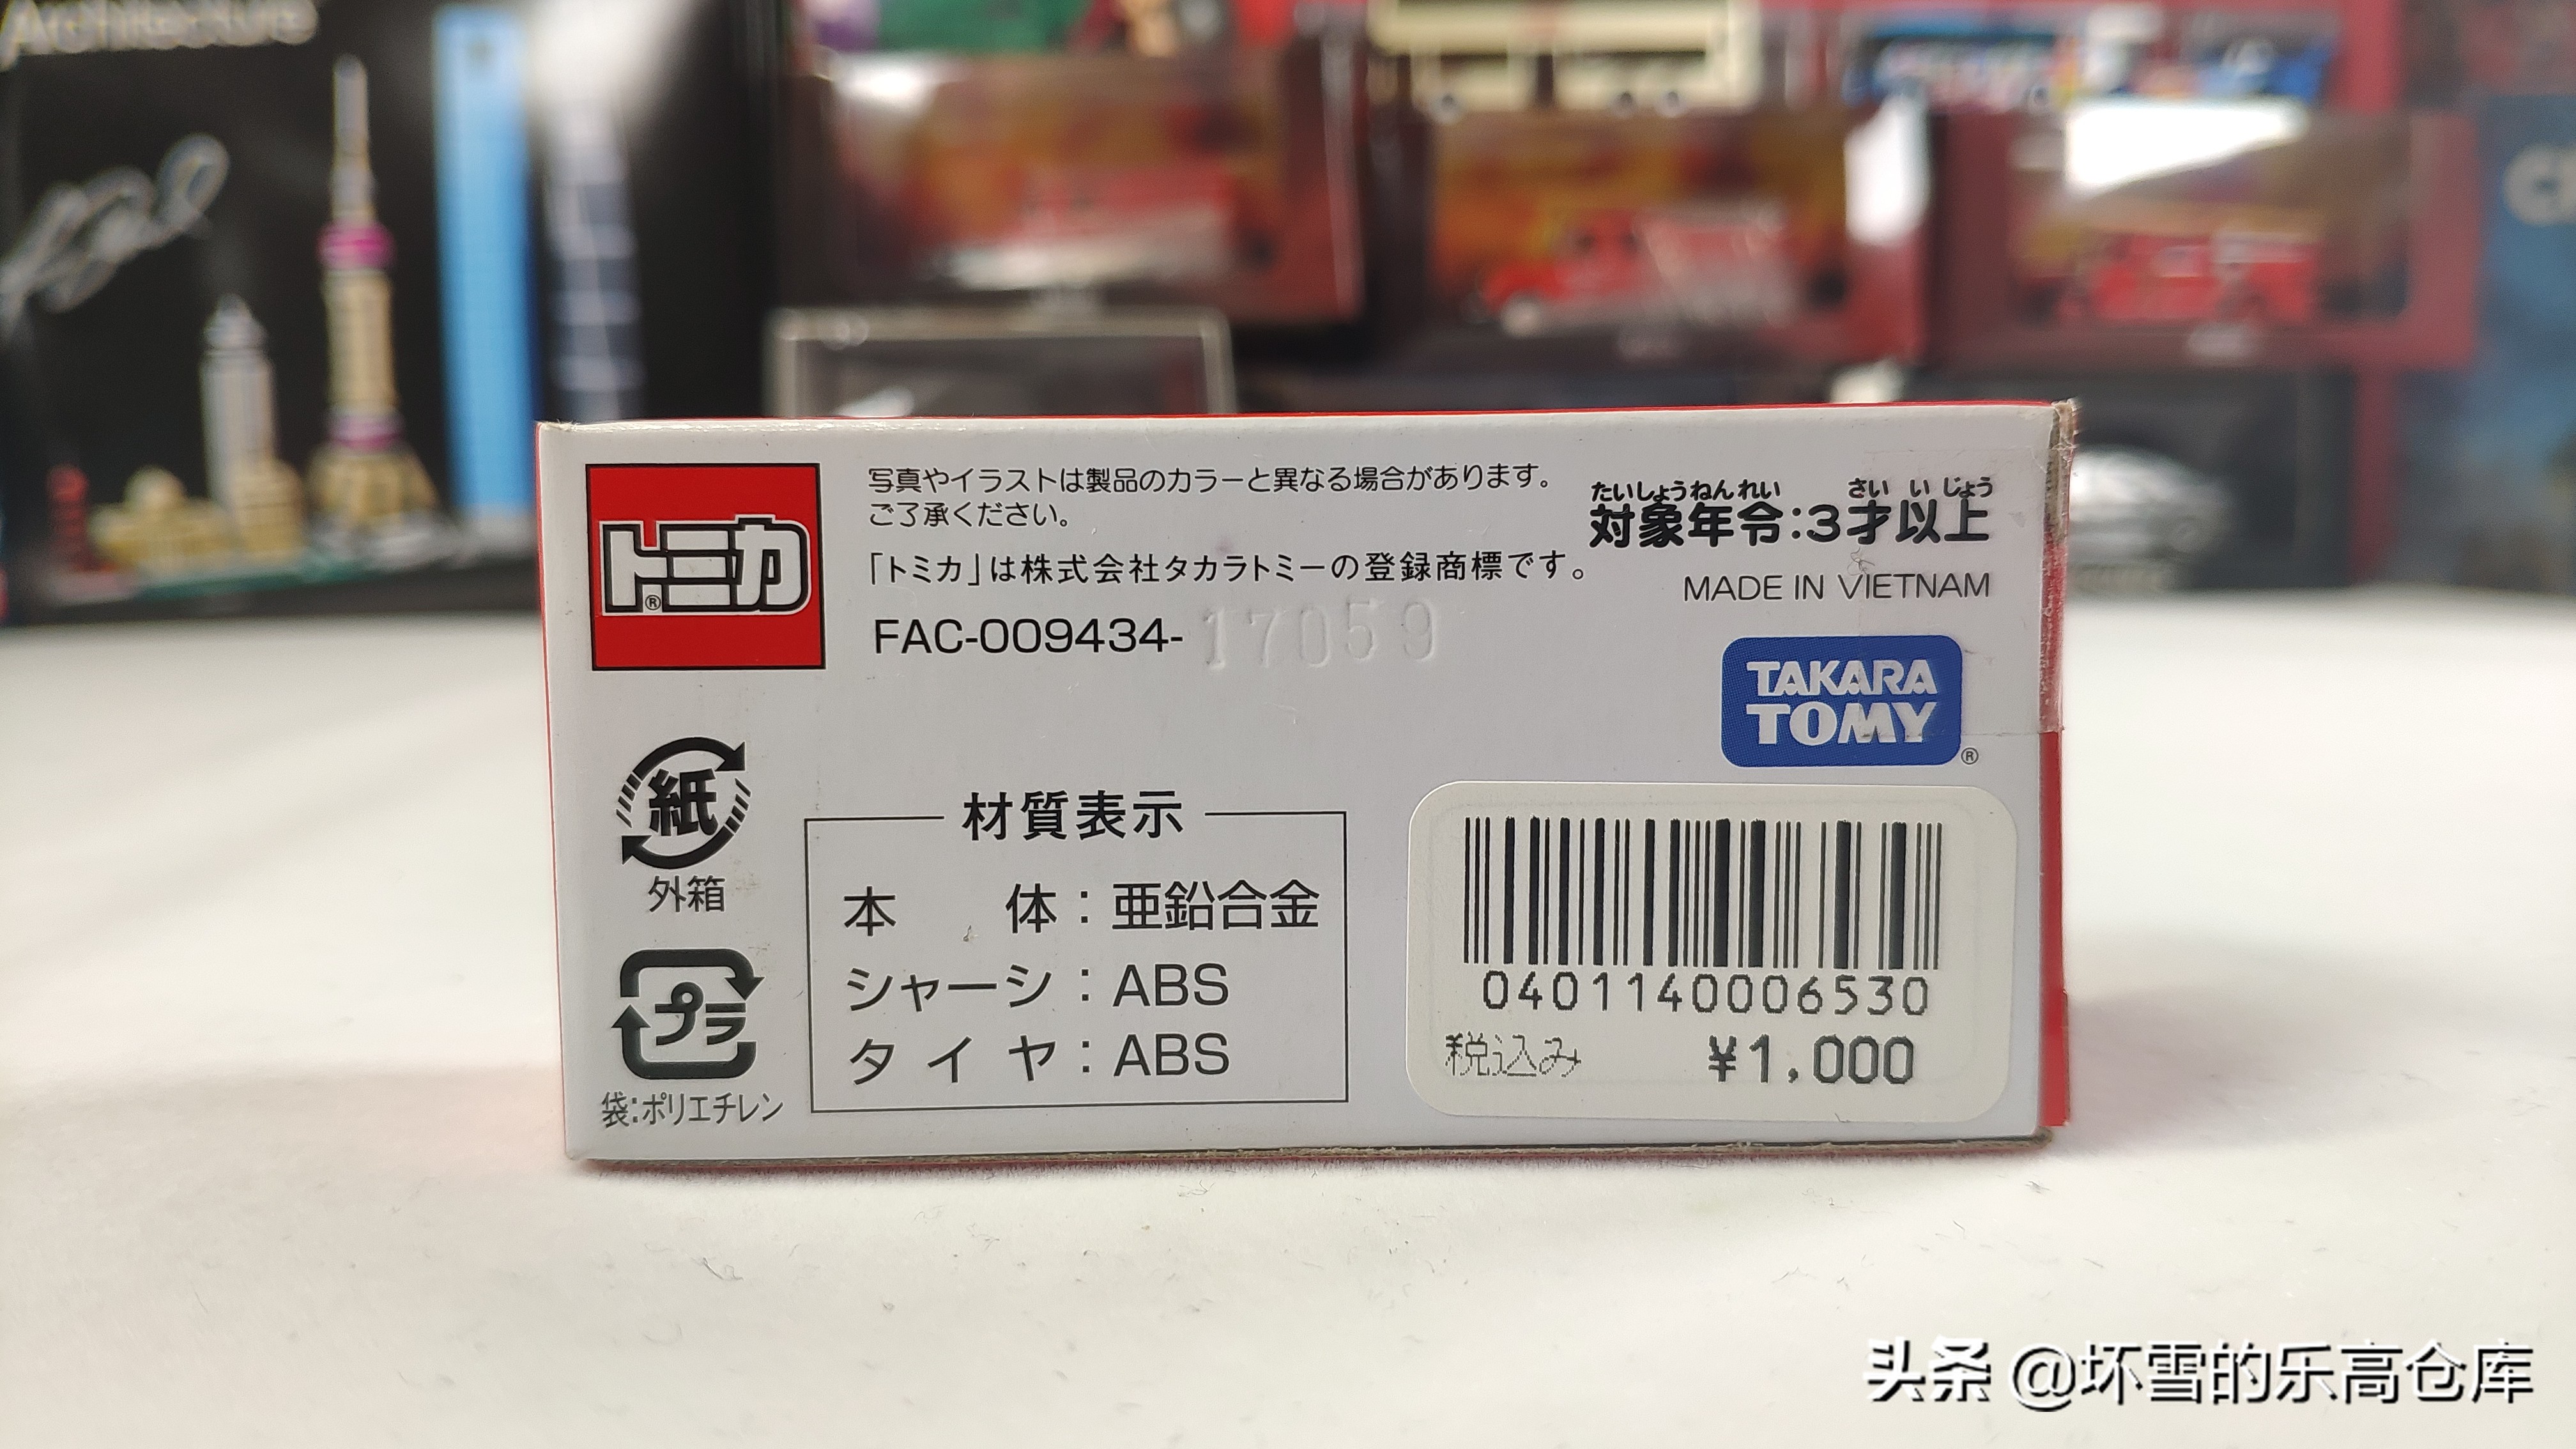 Architecture
トミカ®
写真やイラストは製品のカラーと異なる場合があります。
ご了承ください。
「トミカ」は株式会社タカラトミーの登録商標です。
FAC-009434-17059
たいしょうねんれい さい い じょう
対象年令:3才以上
MADE IN VIETNAM
TAKARA
TOMY®
紙
外箱
プラ
袋:ポリエチレン
材質表示
本 体:亜鉛合金
シャーシ:ABS
タイヤ:ABS
0401140006530
税込み ¥1,000
头条 @坏雪的乐高仓库